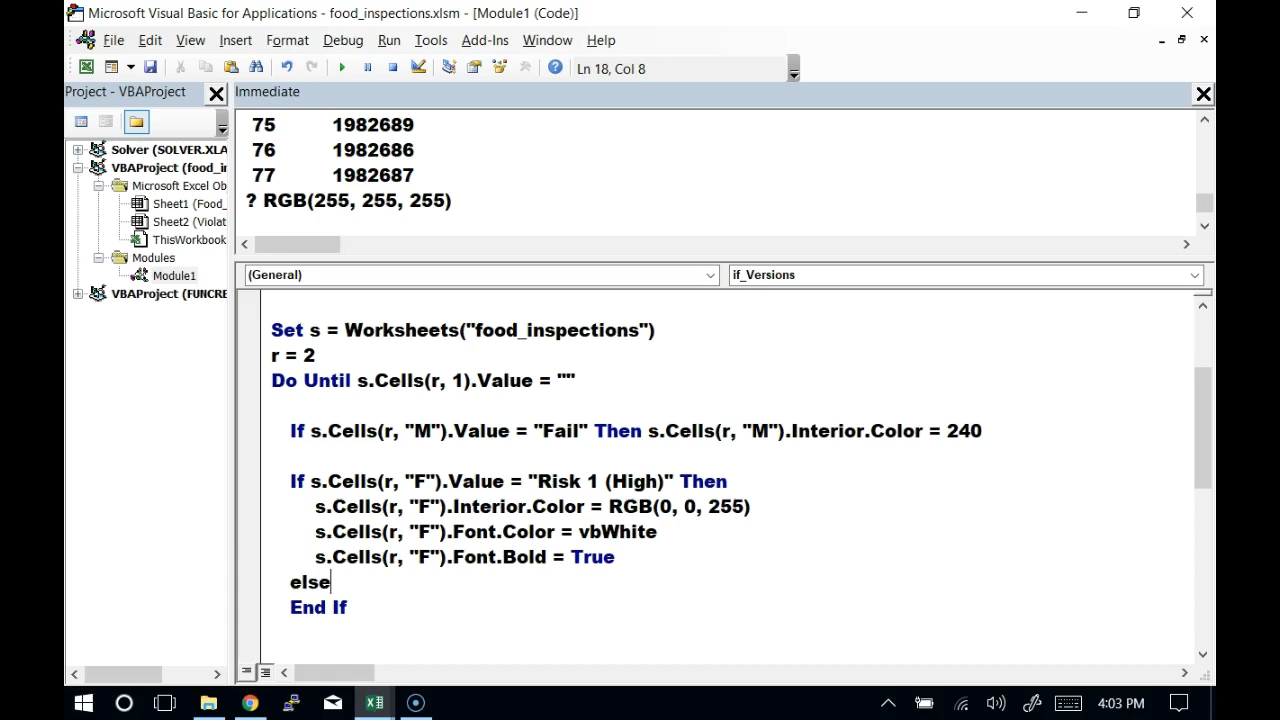 Microsoft Visual Basic for Applications - food_inspections.xlsm - [Module1 (Code)]
File Edit View Insert Format Debug Run Tools Add-Ins Window Help
Ln 18, Col 8
Project - VBAProject
Immediate
Solver (SOLVER.XLA
VBAProject (food_ir
Microsoft Excel Obj
Sheet1 (Food_
Sheet2 (Violat
ThisWorkbook
Modules
Module1
VBAProject (FUNCRE
75 1982689
76 1982686
77 1982687
? RGB(255, 255, 255)
(General) if_Versions
Set s = Worksheets("food_inspections")
r = 2
Do Until s.Cells(r, 1).Value = ""
If s.Cells(r, "M").Value = "Fail" Then s.Cells(r, "M").Interior.Color = 240
If s.Cells(r, "F").Value = "Risk 1 (High)" Then
s.Cells(r, "F").Interior.Color = RGB(0, 0, 255)
s.Cells(r, "F").Font.Color = vbWhite
s.Cells(r, "F").Font.Bold = True
else
End If
4:03 PM